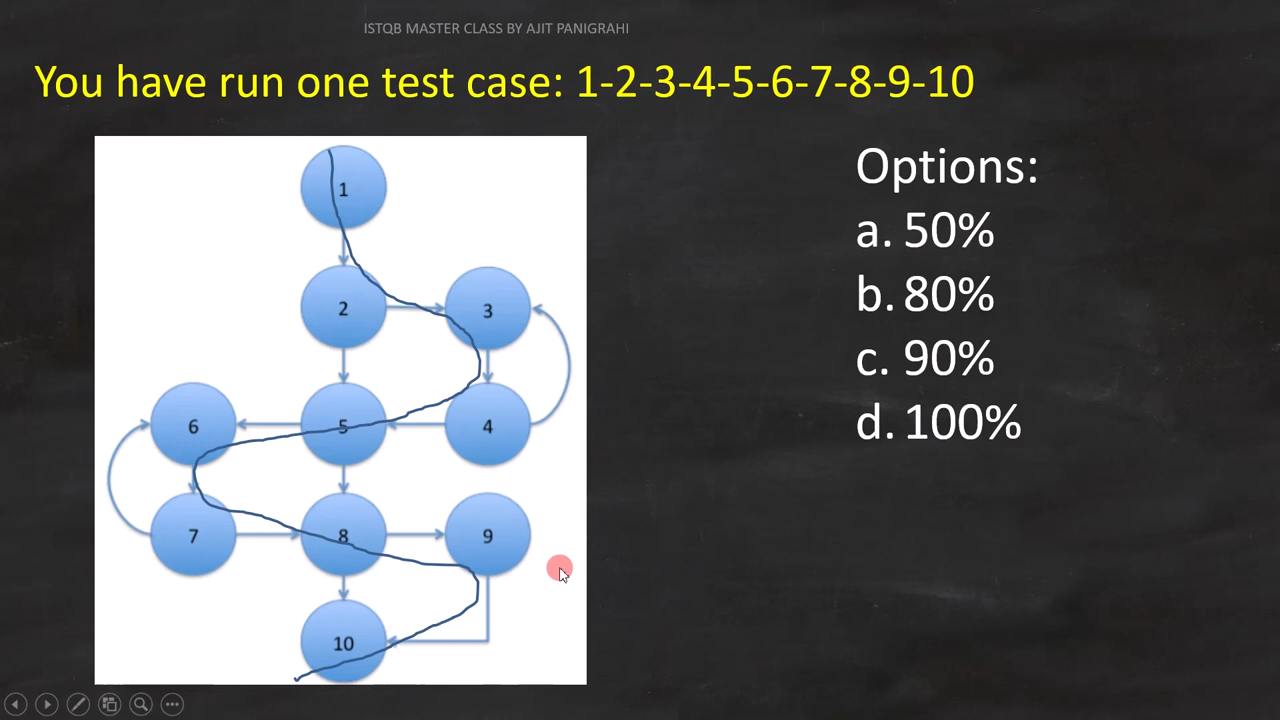 ISTQB MASTER CLASS BY AJIT PANIGRAHI
You have run one test case: 1-2-3-4-5-6-7-8-9-10
Options:
a. 50%
b. 80%
c. 90%
d. 100%
1
2
3
6
5
4
7
8
9
10